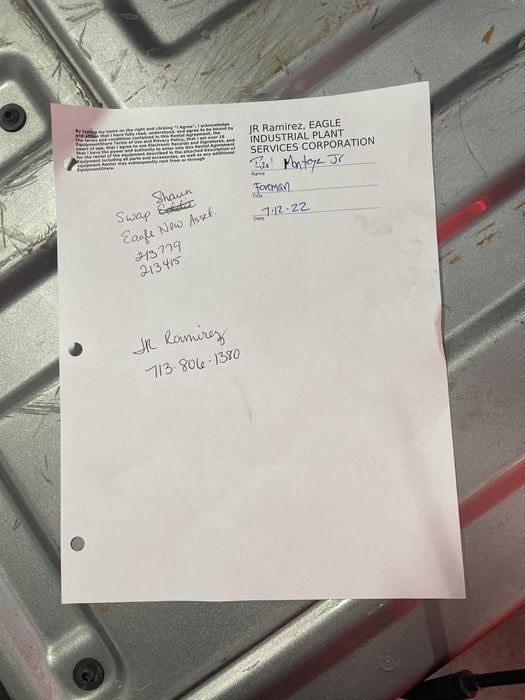 By typing my name on the right and clicking "I Agree", I acknowledge
and affirm that I have fully read, understood, and agree to be bound by
the terms and conditions contained in this Rental Agreement, the
EquipmentShare Terms of Use and Privacy Policy, that I am over 18
years of age, that I agree to use Electronic Records and Signatures, and
that I have the power and authority to enter into this Rental Agreement
for the rental of the equipment described in the attached Description of
Equipment including all parts and accessories, as well as any additional
equipment Renter may subsequently rent from or through
EquipmentShare.
JR Ramirez, EAGLE
INDUSTRIAL PLANT
SERVICES CORPORATION
Montoya Jr
Name
Foreman
Title
7-12-22
Date
Shaun
Swap Eddie
Eagle New Asset.
213779
213415
JR Ramirez
713-806-1380